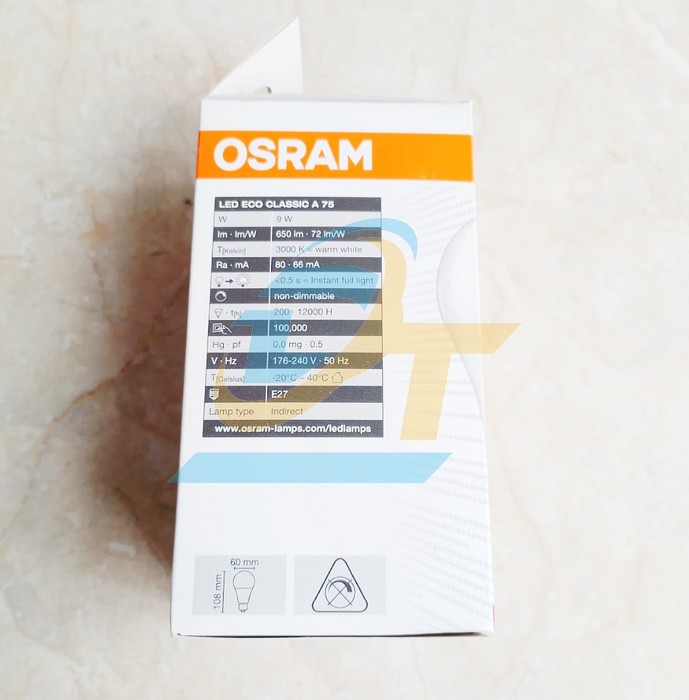 OSRAM
LED ECO CLASSIC A 75
W 9 W
lm · lm/W 650 lm · 72 lm/W
T[Kelvin] 3000 K = warm white
Ra · mA 80 · 66 mA
<0.5 s = Instant full light
non-dimmable
t[h] 200 · 12000 H
100,000
Hg · pf 0.0 mg · 0.5
V · Hz 176-240 V · 50 Hz
T[Celsius] -20°C – 40°C
E27
Lamp type Indirect
www.osram-lamps.com/ledlamps
60 mm
108 mm